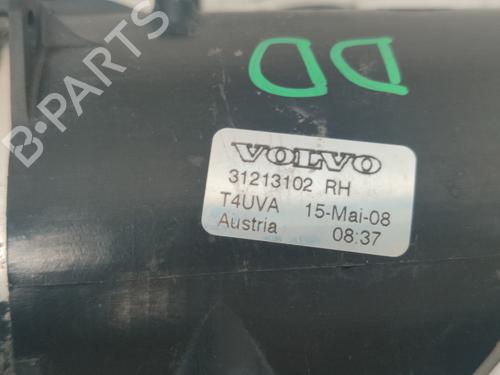 DD
B-PARTS
VOLVO
31213102 RH
T4UVA 15-Mai-08
Austria 08:37